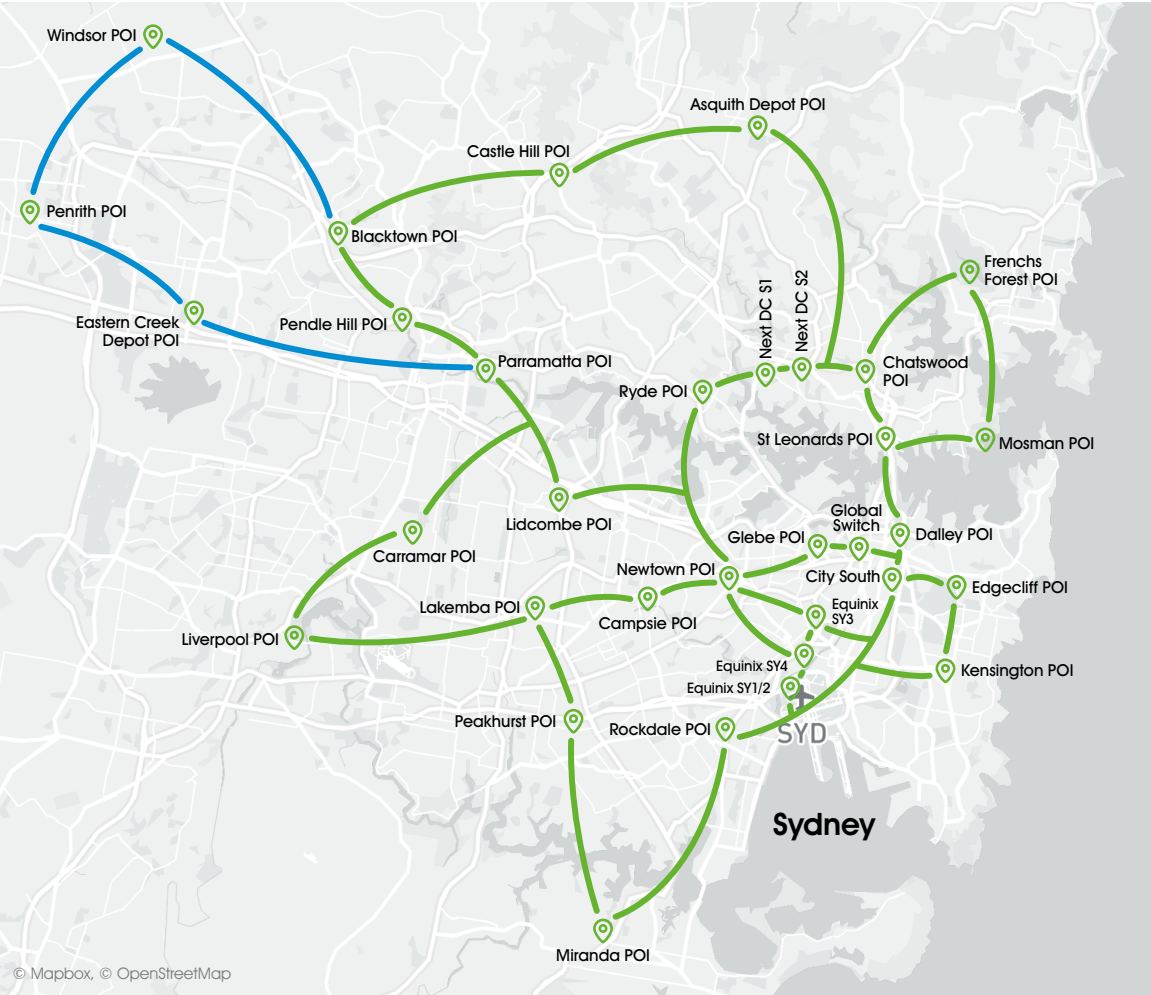 Windsor POI
Asquith Depot POI
Castle Hill POI
Penrith POI
Blacktown POI
Frenchs
Forest POI
Next DC S1
Next DC S2
Eastern Creek
Depot POI
Pendle Hill POI
Parramatta POI
Chatswood
POI
Ryde POI
St Leonards POI
Mosman POI
Lidcombe POI
Global
Switch
Glebe POI
Dalley POI
Carramar POI
Newtown POI
City South
Edgecliff POI
Lakemba POI
Campsie POI
Equinix
SY3
Liverpool POI
Equinix SY4
Kensington POI
Equinix SY1/2
Peakhurst POI
Rockdale POI
SYD
Sydney
Miranda POI
© Mapbox, © OpenStreetMap